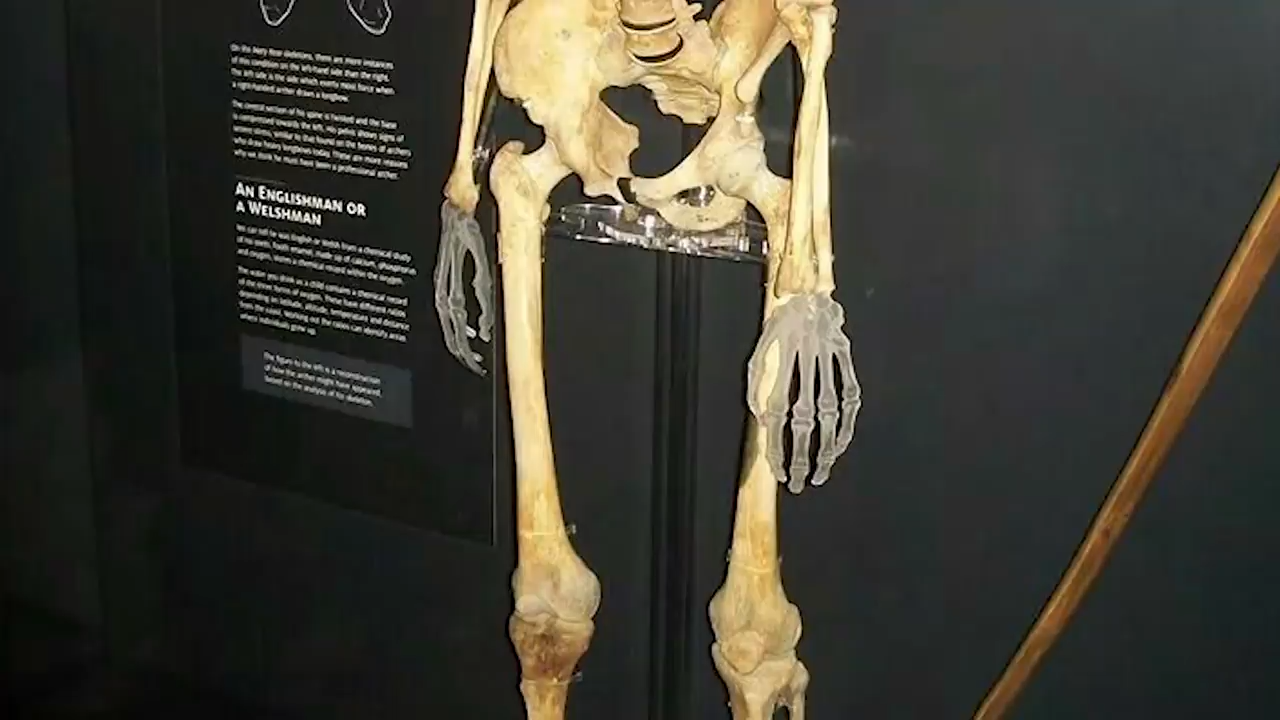 On the Mary Rose skeletons, there are more instances
of this condition on the left-hand side than the right.
The left side is the side which exerts most force when
a right-handed archer draws a longbow.
The central section of his spine is twisted and the base
is compressed towards the left. His pelvis shows signs of
similar to that found on the bones of archers
who draw heavy longbows today. These are more reasons
why we think he must have been a professional archer.
AN ENGLISHMAN OR
A WELSHMAN
We can tell he was English or Welsh from a chemical study
of his teeth. Tooth enamel, made up of calcium, phosphorus
and oxygen, stores a chemical record within the oxygen.
The water you drink as a child contains a chemical record
of the three forms of oxygen. These have different ratios
depending on latitude, altitude, temperature and distance
from the coast. Working out the ratios can identify areas
where individuals grew up.
The figure to the left is a reconstruction
of how the archer might have appeared,
based on the analysis of his skeleton.